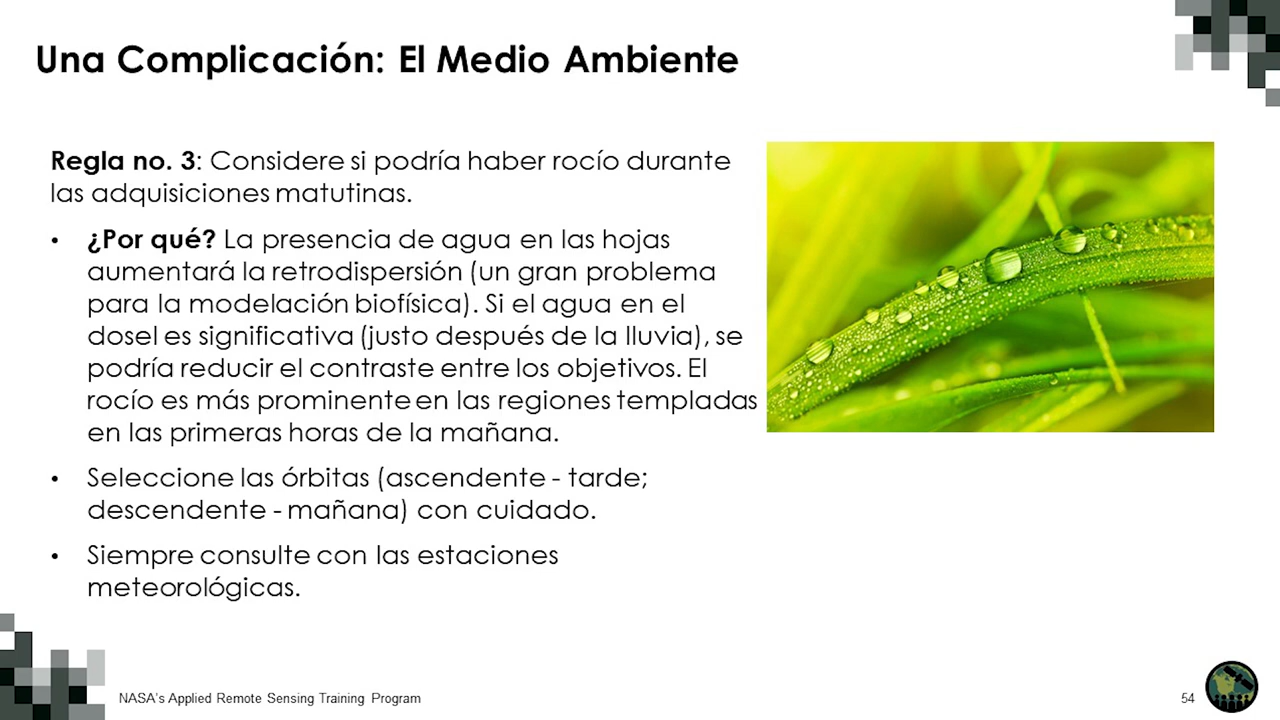 Una Complicación: El Medio Ambiente
Regla no. 3: Considere si podría haber rocío durante
las adquisiciones matutinas.
• ¿Por qué? La presencia de agua en las hojas
aumentará la retrodispersión (un gran problema
para la modelación biofísica). Si el agua en el
dosel es significativa (justo después de la lluvia), se
podría reducir el contraste entre los objetivos. El
rocío es más prominente en las regiones templadas
en las primeras horas de la mañana.
• Seleccione las órbitas (ascendente - tarde;
descendente - mañana) con cuidado.
• Siempre consulte con las estaciones
meteorológicas.
NASA's Applied Remote Sensing Training Program
54